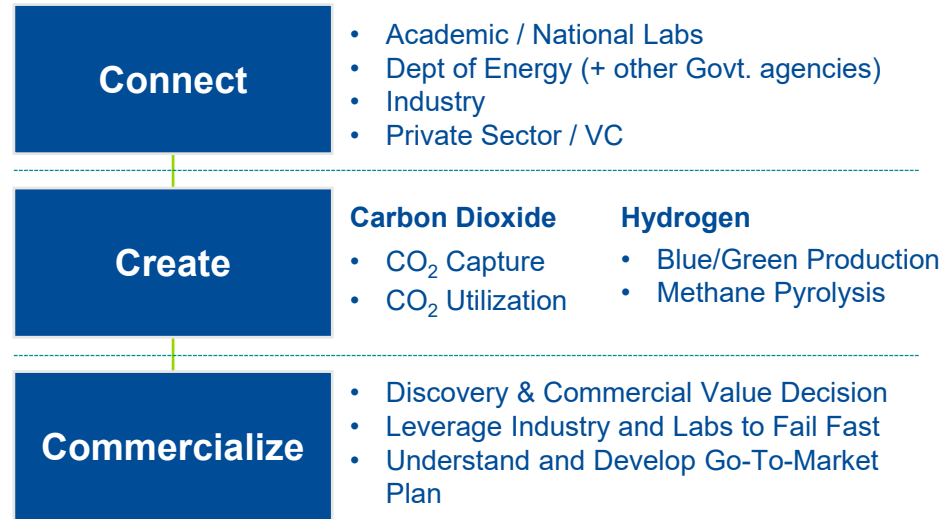 Connect
• Academic / National Labs
• Dept of Energy (+ other Govt. agencies)
• Industry
• Private Sector / VC
Create
Carbon Dioxide
• CO₂ Capture
• CO₂ Utilization
Hydrogen
• Blue/Green Production
• Methane Pyrolysis
Commercialize
• Discovery & Commercial Value Decision
• Leverage Industry and Labs to Fail Fast
• Understand and Develop Go-To-Market
Plan